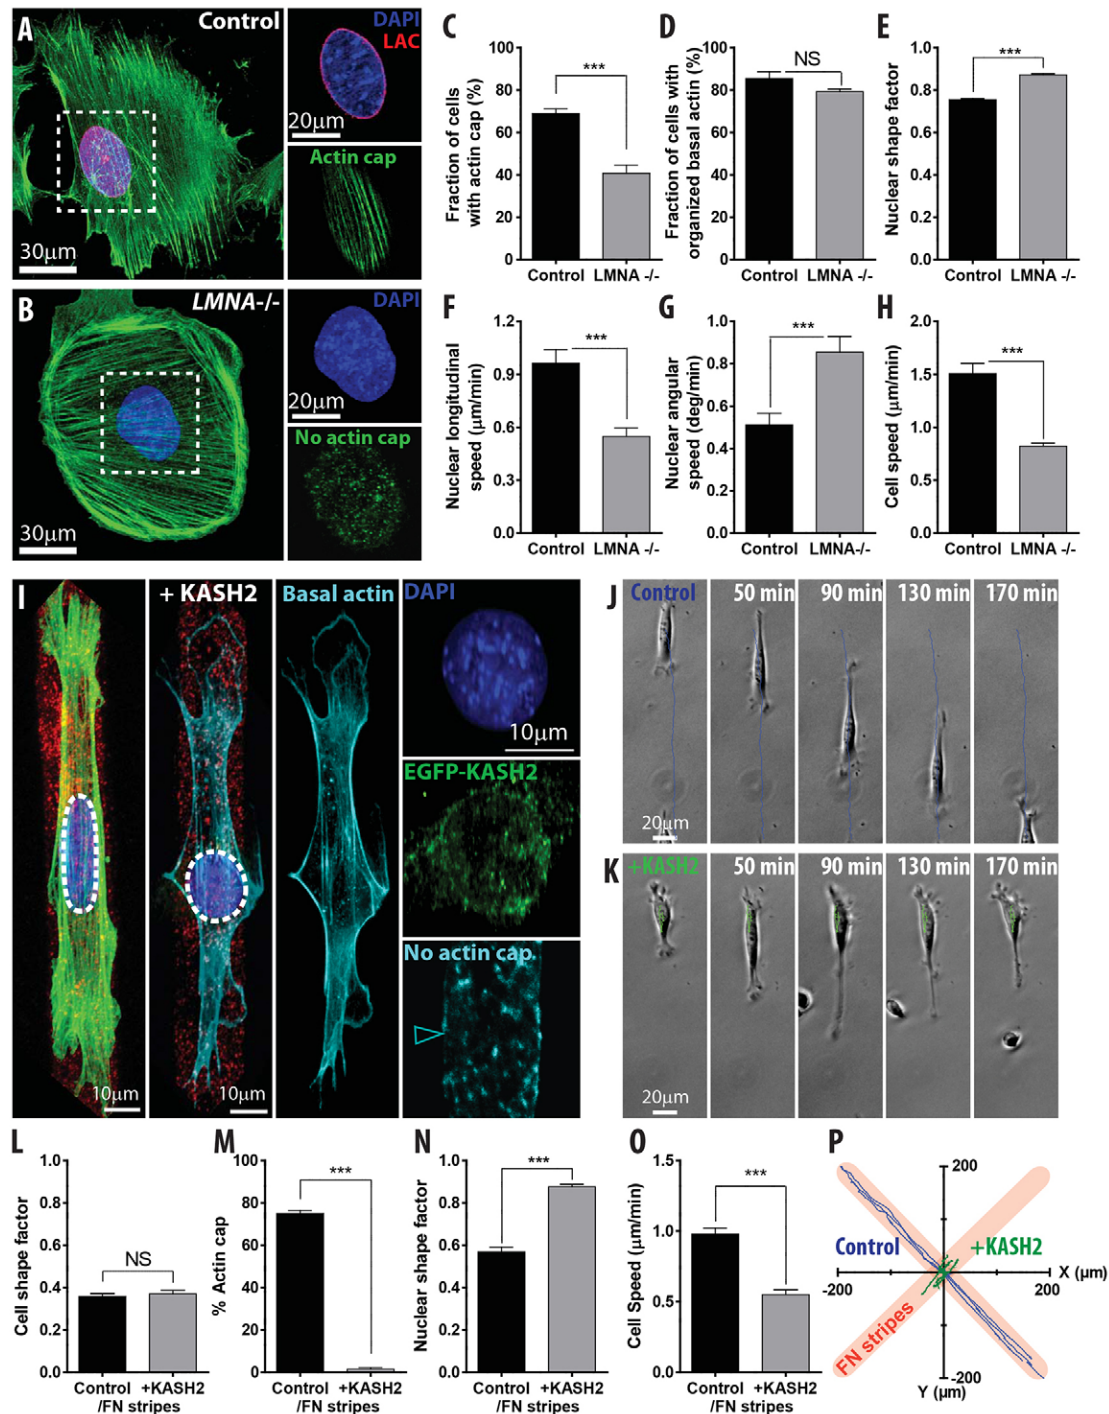 A
Control
DAPI
LAC
20μm
Actin cap
30μm
B
LMNA-/-
DAPI
20μm
No actin cap
30μm
C
Fraction of cells
with actin cap (%)
100
80
60
40
20
0
***
Control LMNA -/-
D
Fraction of cells with
organized basal actin (%)
100
80
60
40
20
0
NS
Control LMNA -/-
E
Nuclear shape factor
1.0
0.8
0.6
0.4
0.2
0.0
***
Control LMNA -/-
F
Nuclear longitudinal
speed (μm/min)
1.2
0.9
0.6
0.3
0.0
***
Control LMNA -/-
G
Nuclear angular
speed (deg/min)
1.0
0.8
0.6
0.4
0.2
0.0
***
Control LMNA-/-
H
Cell speed (μm/min)
2.0
1.5
1.0
0.5
0.0
***
Control LMNA -/-
I
+ KASH2
Basal actin
DAPI
10μm
EGFP-KASH2
No actin cap
10μm
10μm
J
Control
50 min
90 min
130 min
170 min
20μm
K
+KASH2
50 min
90 min
130 min
170 min
20μm
L
Cell shape factor
1.0
0.8
0.6
0.4
0.2
0.0
NS
Control +KASH2
/FN stripes
M
% Actin cap
100
80
60
40
20
0
***
Control +KASH2
/FN stripes
N
Nuclear shape factor
1.0
0.8
0.6
0.4
0.2
0.0
***
Control +KASH2
/FN stripes
O
Cell Speed (μm/min)
1.5
1.0
0.5
0.0
***
Control +KASH2
/FN stripes
P
200
Control
+KASH2
X (μm)
-200
200
FN stripes
-200
Y (μm)